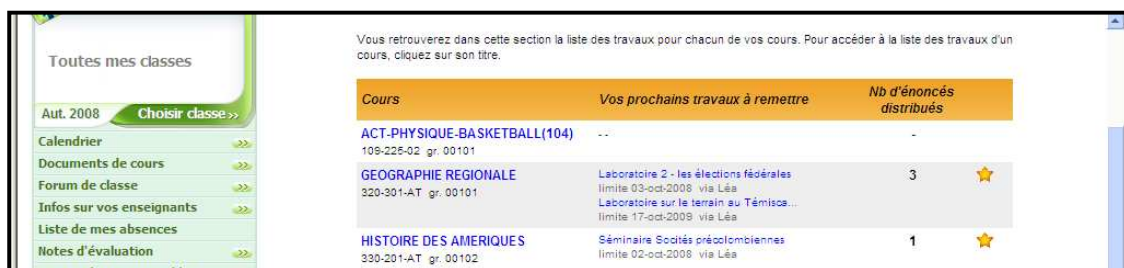 Toutes mes classes
Aut. 2008 Choisir classe
Calendrier
Documents de cours
Forum de classe
Infos sur vos enseignants
Liste de mes absences
Notes d'évaluation
Vous retrouverez dans cette section la liste des travaux pour chacun de vos cours. Pour accéder à la liste des travaux d'un
cours, cliquez sur son titre.
Cours Vos prochains travaux à remettre Nb d'énoncés
distribués
ACT-PHYSIQUE-BASKETBALL(104) - - -
109-225-02 gr. 00101
GEOGRAPHIE REGIONALE Laboratoire 2 - les élections fédérales 3
320-301-AT gr. 00101 limite 03-oct-2008 via Léa
Laboratoire sur le terrain au Témisca...
limite 17-oct-2009 via Léa
HISTOIRE DES AMERIQUES Séminaire Socités précolombiennes 1
330-201-AT gr. 00102 limite 02-oct-2008 via Léa